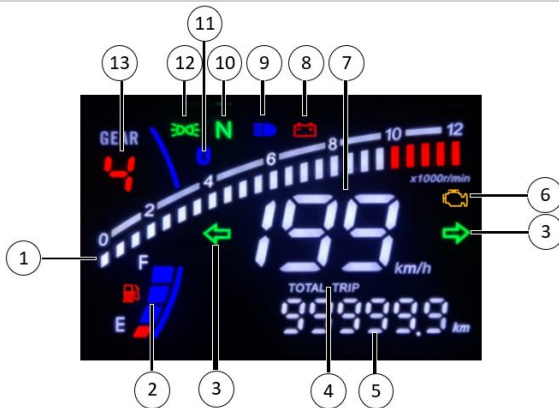 11
13 12 10 9 8 7
GEAR N 10 12
4 8
6
4 x1000r/min
2 6
0 199
1 3
F km/h
TOTAL TRIP
E 99999.9 km
2 3 4 5